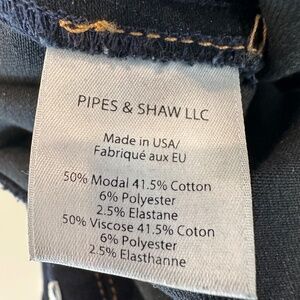 PIPES & SHAW LLC
Made in USA/
Fabriqué aux EU
50% Modal 41.5% Cotton
6% Polyester
2.5% Elastane
50% Viscose 41.5% Coton
6% Polyester
2.5% Elasthanne